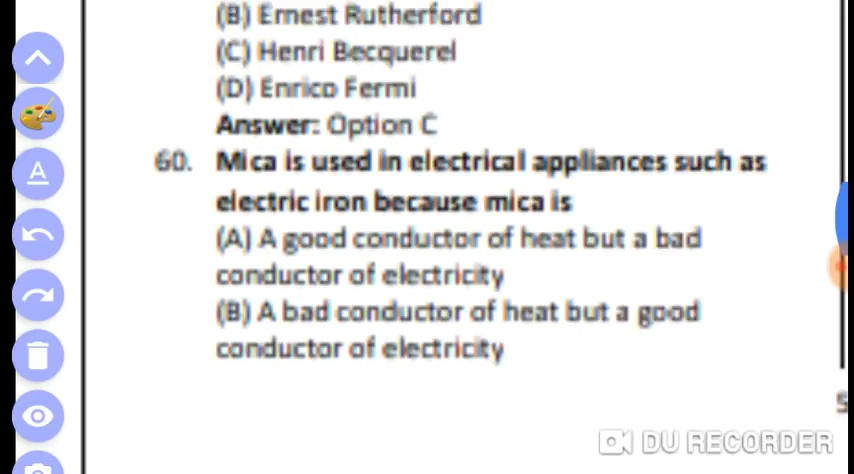 (B) Ernest Rutherford
(C) Henri Becquerel
(D) Enrico Fermi
Answer: Option C
60. Mica is used in electrical appliances such as
electric iron because mica is
(A) A good conductor of heat but a bad
conductor of electricity
(B) A bad conductor of heat but a good
conductor of electricity
A
5
DU RECORDER